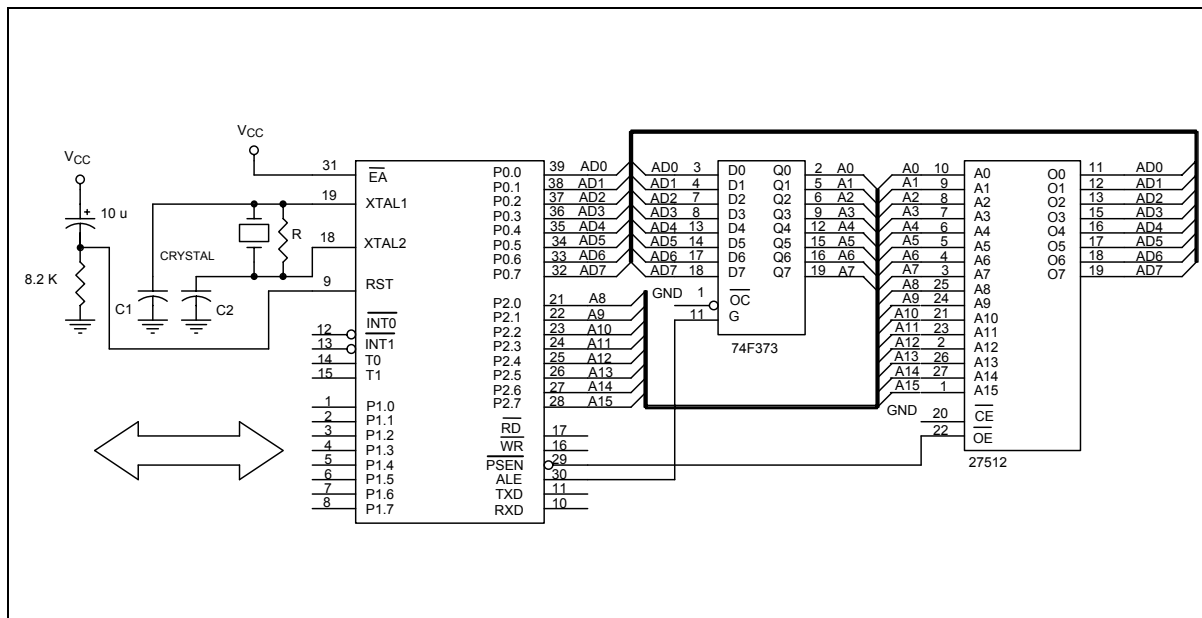 VCC
10 u
8.2 K
VCC
CRYSTAL
R
C1
C2
31 EA
19 XTAL1
18 XTAL2
9 RST
12 INT0
13 INT1
14 T0
15 T1
1 P1.0
2 P1.1
3 P1.2
4 P1.3
5 P1.4
6 P1.5
7 P1.6
8 P1.7
P0.0 39 AD0
P0.1 38 AD1
P0.2 37 AD2
P0.3 36 AD3
P0.4 35 AD4
P0.5 34 AD5
P0.6 33 AD6
P0.7 32 AD7
P2.0 21 A8
P2.1 22 A9
P2.2 23 A10
P2.3 24 A11
P2.4 25 A12
P2.5 26 A13
P2.6 27 A14
P2.7 28 A15
RD 17
WR 16
PSEN 29
ALE 30
TXD 11
RXD 10
AD0 3 D0 Q0 2 A0
AD1 4 D1 Q1 5 A1
AD2 7 D2 Q2 6 A2
AD3 8 D3 Q3 9 A3
AD4 13 D4 Q4 12 A4
AD5 14 D5 Q5 15 A5
AD6 17 D6 Q6 16 A6
AD7 18 D7 Q7 19 A7
GND 1 OC
11 G
74F373
A0 10 A0
A1 9 A1
A2 8 A2
A3 7 A3
A4 6 A4
A5 5 A5
A6 4 A6
A7 3 A7
A8 25 A8
A9 24 A9
A10 21 A10
A11 23 A11
A12 2 A12
A13 26 A13
A14 27 A14
A15 1 A15
GND 20 CE
22 OE
O0 11 AD0
O1 12 AD1
O2 13 AD2
O3 15 AD3
O4 16 AD4
O5 17 AD5
O6 18 AD6
O7 19 AD7
27512